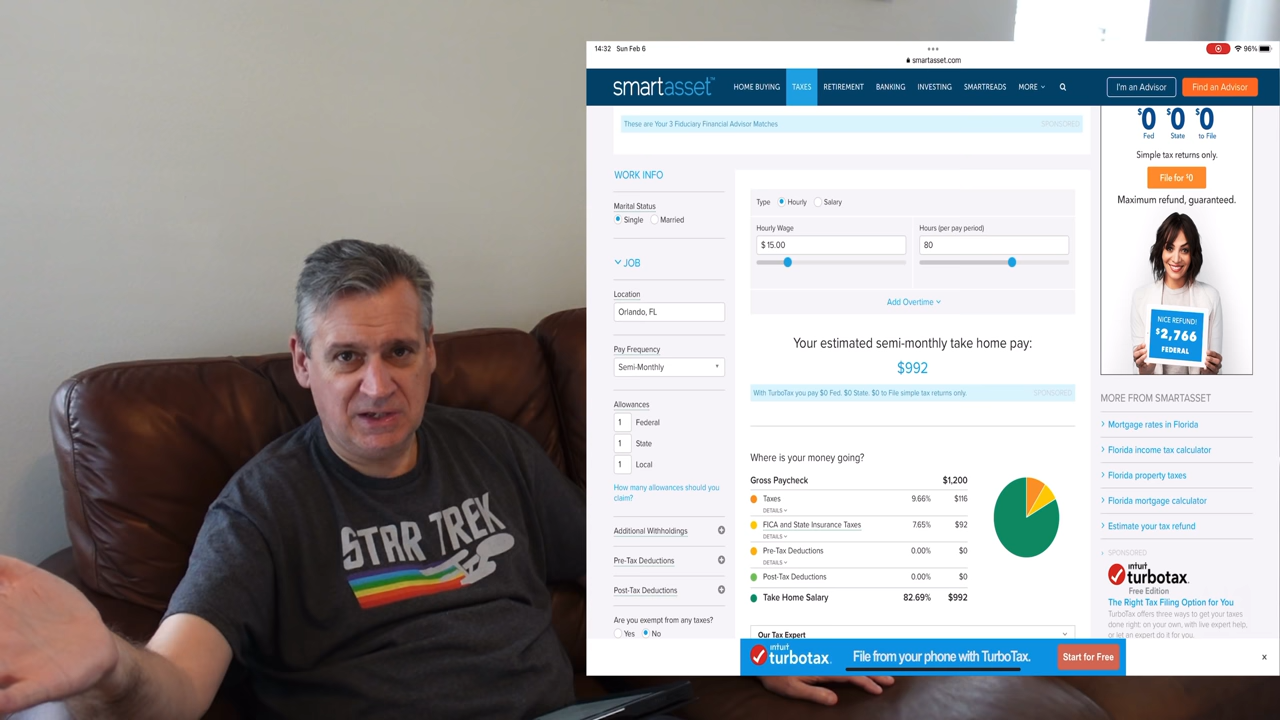 STAR TREK
14:32 Sun Feb 6
smartasset.com
96%
smartasset™
HOME BUYING TAXES RETIREMENT BANKING INVESTING SMARTREADS MORE
I'm an Advisor
Find an Advisor
These are Your 3 Fiduciary Financial Advisor Matches
SPONSORED
WORK INFO
Marital Status
Single Married
JOB
Location
Orlando, FL
Pay Frequency
Semi-Monthly
Allowances
1 Federal
1 State
1 Local
How many allowances should you
claim?
Additional Withholdings
Pre-Tax Deductions
Post-Tax Deductions
Are you exempt from any taxes?
Yes No
Type Hourly Salary
Hourly Wage
$ 15.00
Hours (per pay period)
80
Add Overtime
Your estimated semi-monthly take home pay:
$992
With TurboTax you pay $0 Fed. $0 State. $0 to File simple tax returns only.
SPONSORED
Where is your money going?
Gross Paycheck $1,200
Taxes 9.66% $116
DETAILS
FICA and State Insurance Taxes 7.65% $92
DETAILS
Pre-Tax Deductions 0.00% $0
DETAILS
Post-Tax Deductions 0.00% $0
Take Home Salary 82.69% $992
Our Tax Expert
$0 $0 $0
Fed State to File
Simple tax returns only.
File for $0
Maximum refund, guaranteed.
NICE REFUND!
$2,766
FEDERAL
MORE FROM SMARTASSET
Mortgage rates in Florida
Florida income tax calculator
Florida property taxes
Florida mortgage calculator
Estimate your tax refund
SPONSORED
intuit
turbotax.
Free Edition
The Right Tax Filing Option for You
TurboTax offers three ways to get your taxes
done right: on your own, with live expert help,
or let an expert do it for you.
intuit
turbotax.
File from your phone with TurboTax.
Start for Free
x